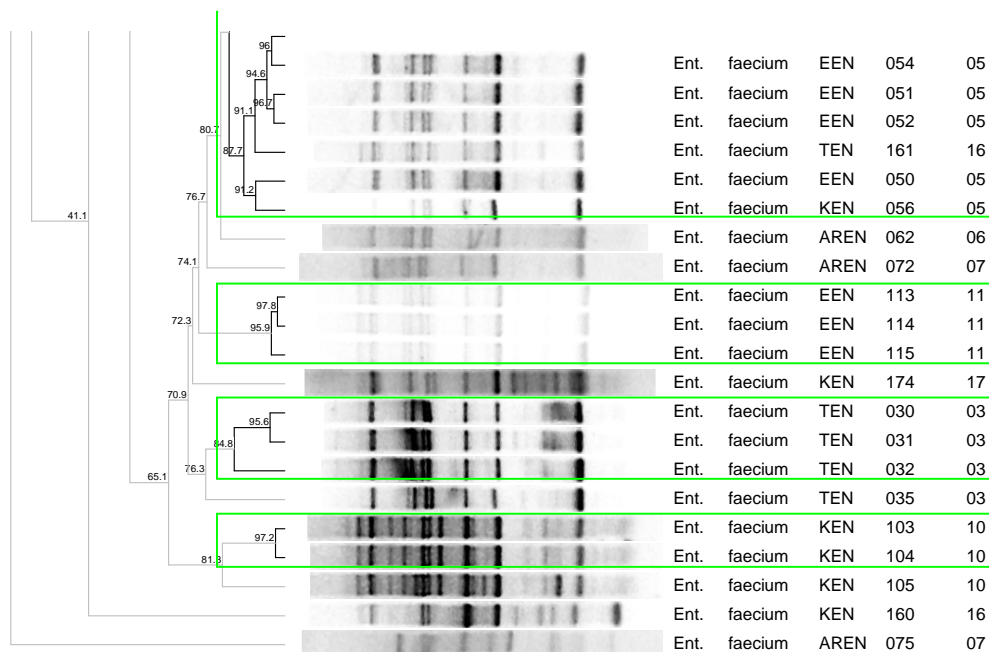 96
Ent. faecium EEN 054 05
94.6
96.7
Ent. faecium EEN 051 05
91.1
Ent. faecium EEN 052 05
80.7
87.7
Ent. faecium TEN 161 16
91.2
Ent. faecium EEN 050 05
76.7
Ent. faecium KEN 056 05
41.1
Ent. faecium AREN 062 06
74.1
Ent. faecium AREN 072 07
97.8
Ent. faecium EEN 113 11
72.3
95.9
Ent. faecium EEN 114 11
Ent. faecium EEN 115 11
70.9
Ent. faecium KEN 174 17
95.6
Ent. faecium TEN 030 03
84.8
Ent. faecium TEN 031 03
65.1
76.3
Ent. faecium TEN 032 03
Ent. faecium TEN 035 03
97.2
Ent. faecium KEN 103 10
81.3
Ent. faecium KEN 104 10
Ent. faecium KEN 105 10
Ent. faecium KEN 160 16
Ent. faecium AREN 075 07